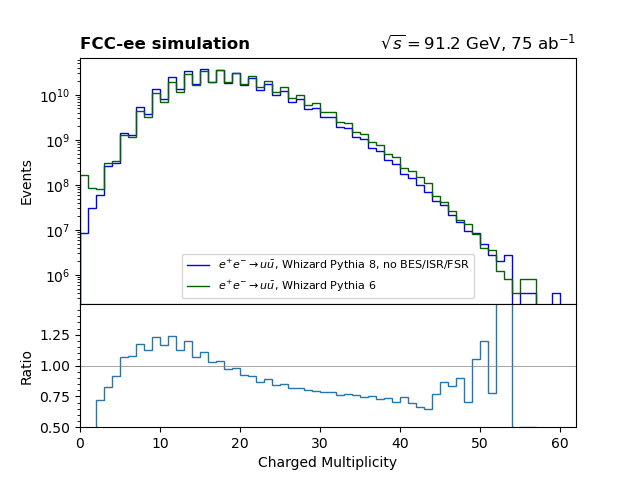 FCC-ee simulation √s = 91.2 GeV, 75 ab⁻¹
10¹⁰
10⁹
10⁸
10⁷
10⁶
Events
e⁺e⁻ → uū, Whizard Pythia 8, no BES/ISR/FSR
e⁺e⁻ → uū, Whizard Pythia 6
1.25
1.00
0.75
0.50
Ratio
0 10 20 30 40 50 60
Charged Multiplicity